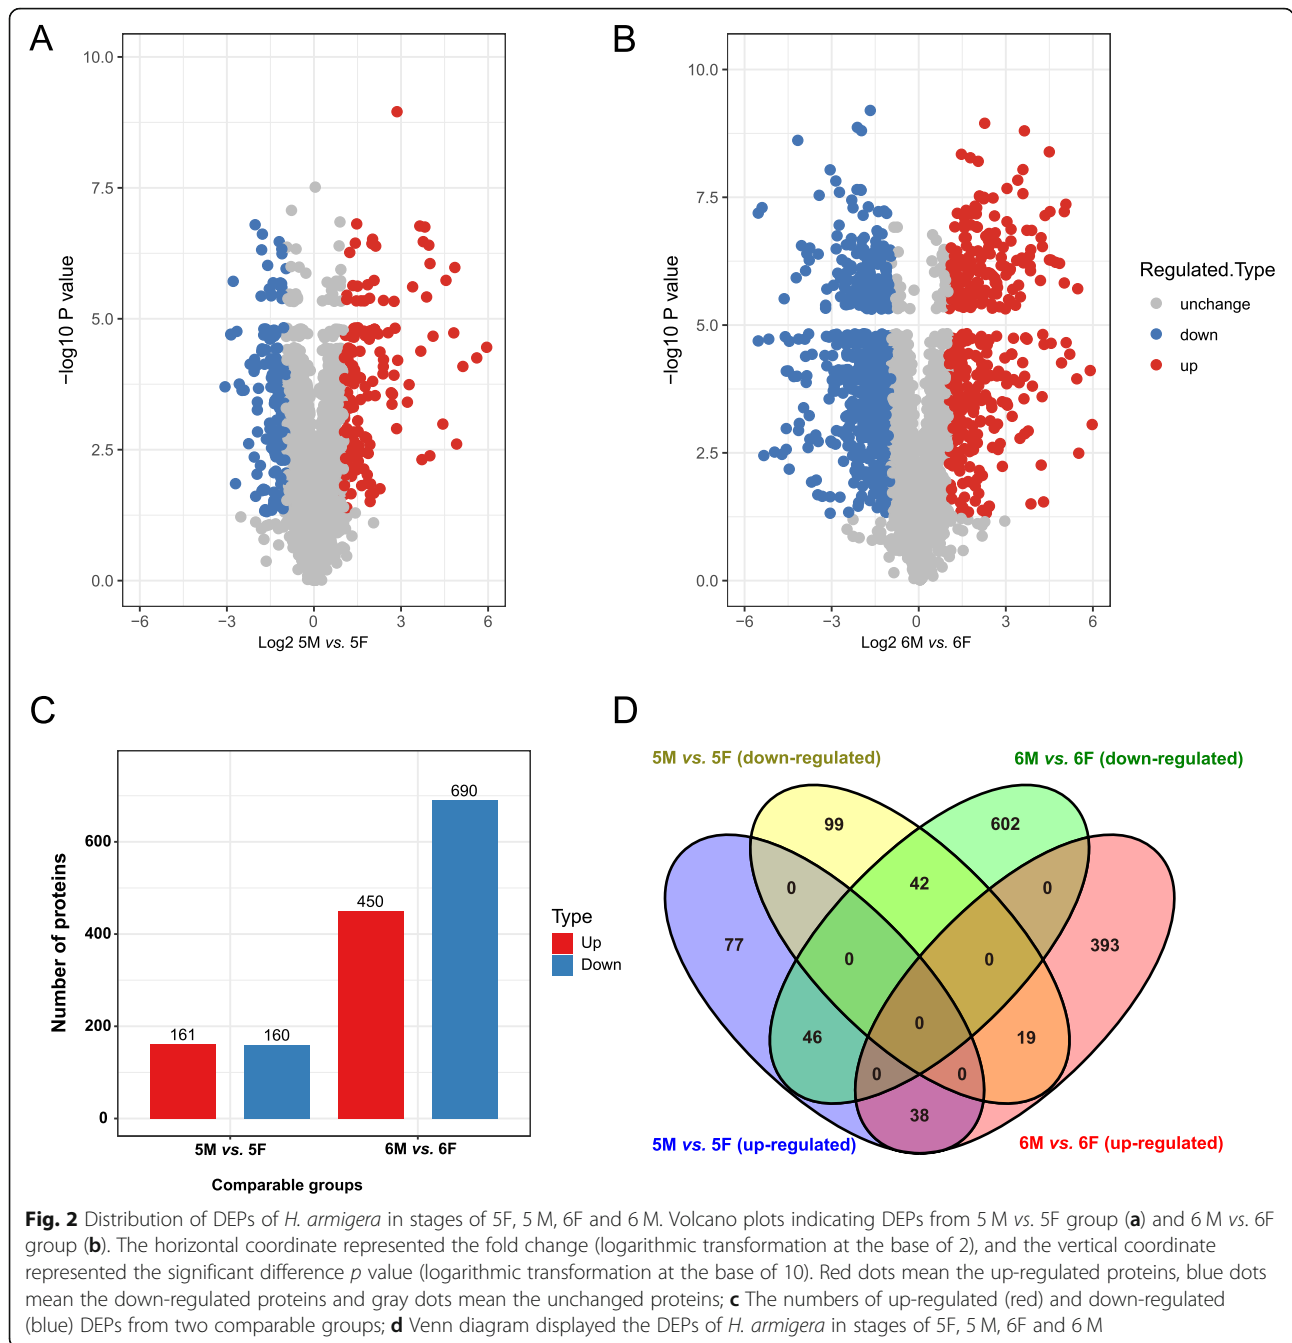 A
10.0
7.5
5.0
2.5
0.0
−log10 P value
−6
−3
0
3
6
Log2 5M vs. 5F
B
10.0
7.5
5.0
2.5
0.0
−log10 P value
−6
−3
0
3
6
Log2 6M vs. 6F
Regulated.Type
unchange
down
up
C
600
400
200
0
Number of proteins
161
160
450
690
5M vs. 5F
6M vs. 6F
Comparable groups
Type
Up
Down
D
5M vs. 5F (down-regulated)
6M vs. 6F (down-regulated)
99
602
0
42
0
77
393
0
0
46
0
19
0
0
38
5M vs. 5F (up-regulated)
6M vs. 6F (up-regulated)
Fig. 2 Distribution of DEPs of H. armigera in stages of 5F, 5 M, 6F and 6 M. Volcano plots indicating DEPs from 5 M vs. 5F group (a) and 6 M vs. 6F
group (b). The horizontal coordinate represented the fold change (logarithmic transformation at the base of 2), and the vertical coordinate
represented the significant difference p value (logarithmic transformation at the base of 10). Red dots mean the up-regulated proteins, blue dots
mean the down-regulated proteins and gray dots mean the unchanged proteins; c The numbers of up-regulated (red) and down-regulated
(blue) DEPs from two comparable groups; d Venn diagram displayed the DEPs of H. armigera in stages of 5F, 5 M, 6F and 6 M